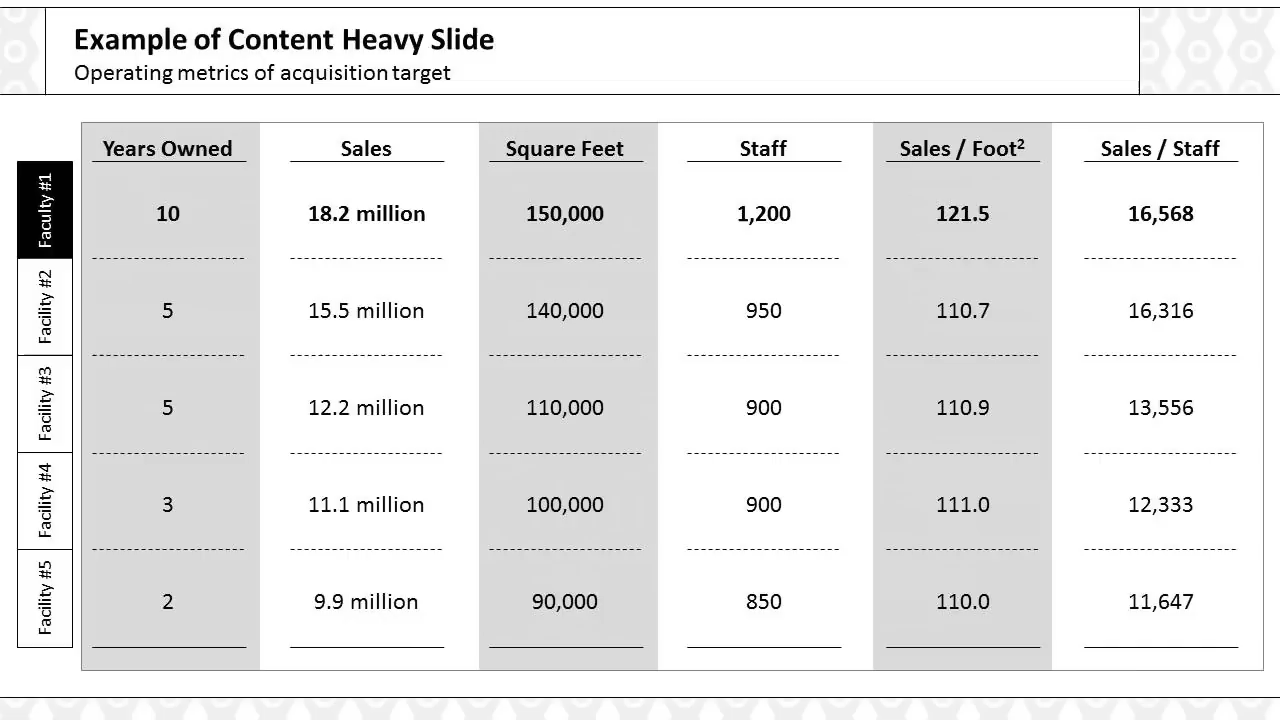 Example of Content Heavy Slide
Operating metrics of acquisition target
Years Owned Sales Square Feet Staff Sales / Foot² Sales / Staff
Faculty #1 10 18.2 million 150,000 1,200 121.5 16,568
Facility #2 5 15.5 million 140,000 950 110.7 16,316
Facility #3 5 12.2 million 110,000 900 110.9 13,556
Facility #4 3 11.1 million 100,000 900 111.0 12,333
Facility #5 2 9.9 million 90,000 850 110.0 11,647